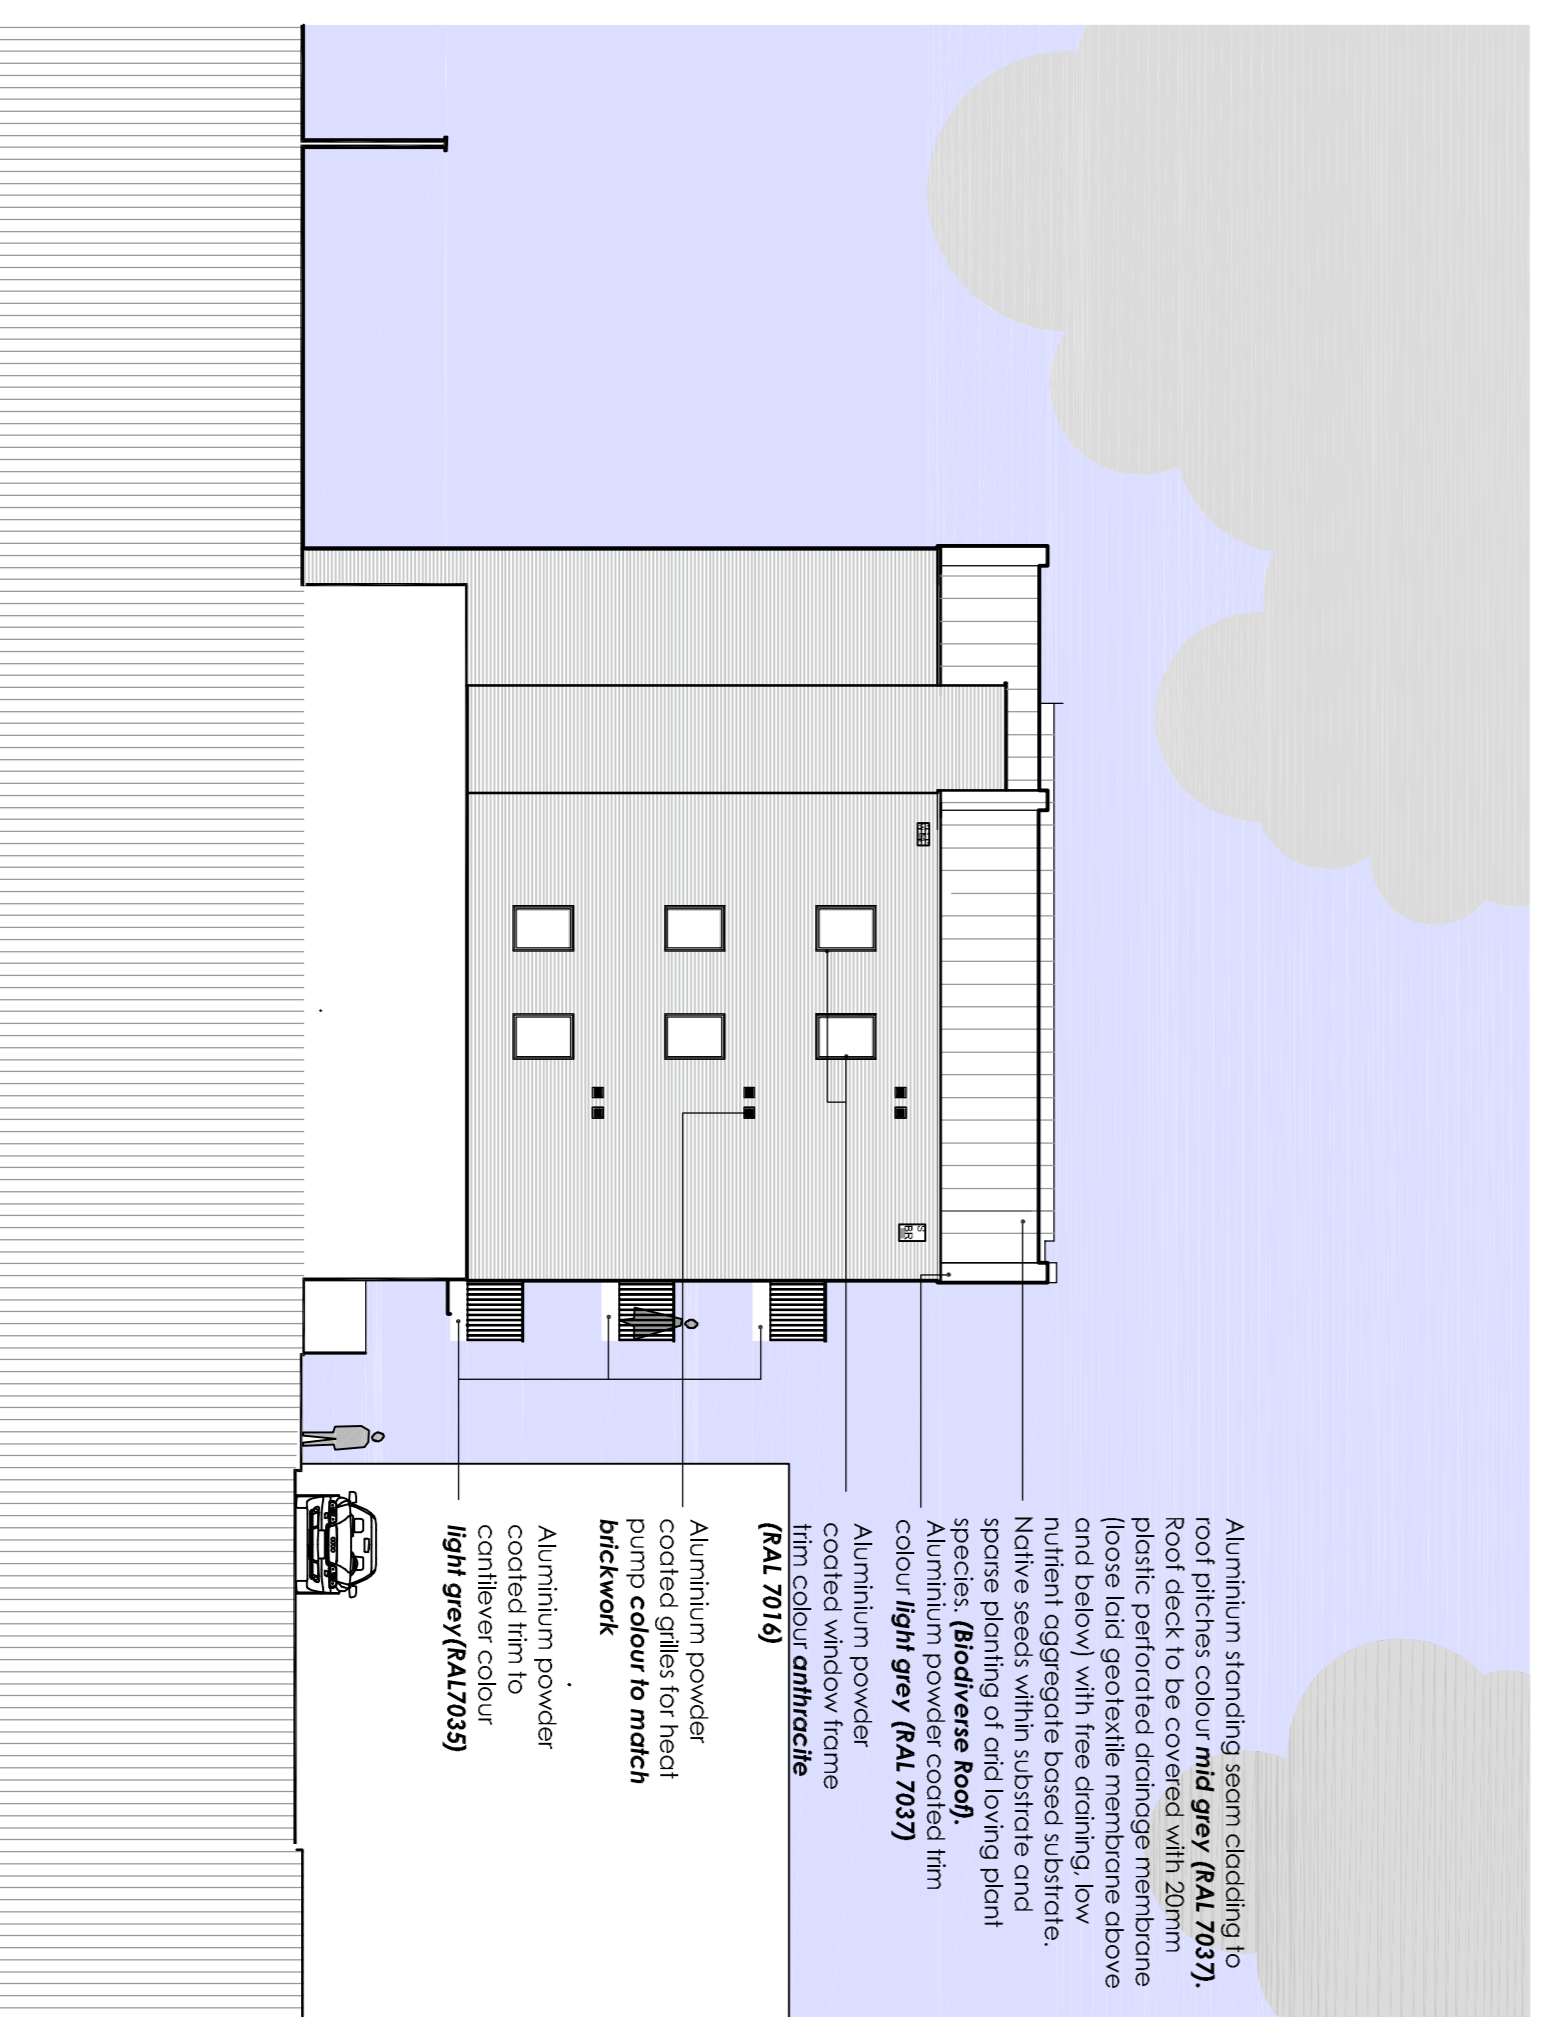 Aluminium standing seam cladding to
roof pitches colour mid grey (RAL 7037).
Roof deck to be covered with 20mm
plastic perforated drainage membrane
(loose laid geotextile membrane above
and below) with free draining, low
nutrient aggregate based substrate.
Native seeds within substrate and
sparse planting of arid loving plant
species. (Biodiverse Roof).
Aluminium powder coated trim
colour light grey (RAL 7037)
Aluminium powder
coated window frame
trim colour anthracite
(RAL 7016)
Aluminium powder
coated grilles for heat
pump colour to match
brickwork
Aluminium powder
coated trim to
cantilever colour
light grey(RAL7035)